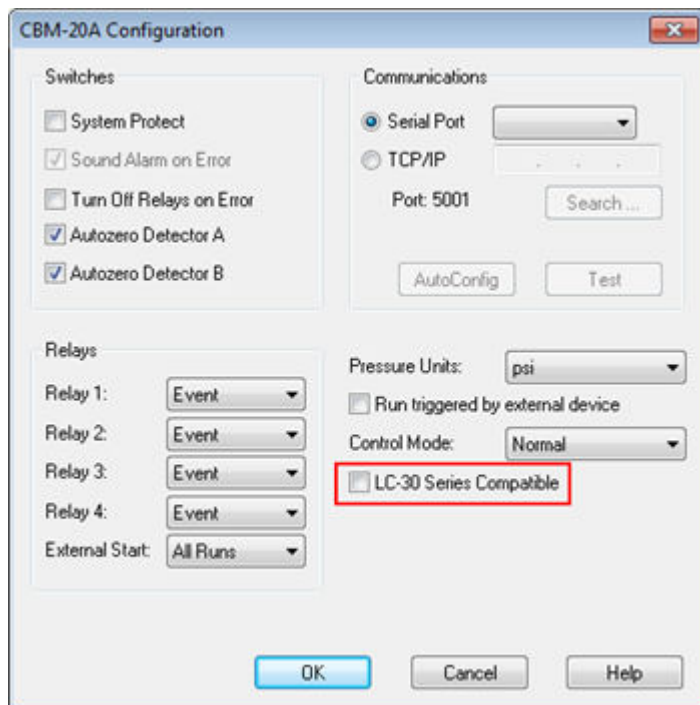 CBM-20A Configuration
Switches
System Protect
Sound Alarm on Error
Turn Off Relays on Error
Autozero Detector A
Autozero Detector B
Communications
Serial Port
TCP/IP
Port: 5001
Search ...
AutoConfig
Test
Relays
Relay 1: Event
Relay 2: Event
Relay 3: Event
Relay 4: Event
External Start: All Runs
Pressure Units: psi
Run triggered by external device
Control Mode: Normal
LC-30 Series Compatible
OK
Cancel
Help